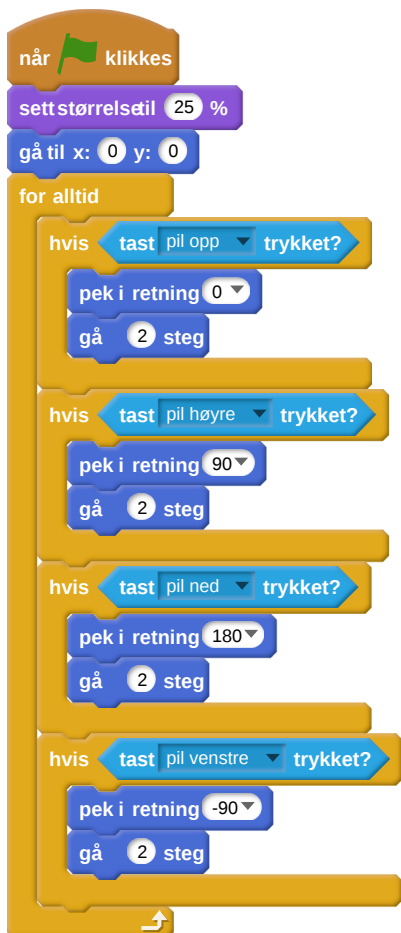 når klikkes
sett størrelse til 25 %
gå til x: 0 y: 0
for alltid
hvis tast pil opp trykket?
pek i retning 0
gå 2 steg
hvis tast pil høyre trykket?
pek i retning 90
gå 2 steg
hvis tast pil ned trykket?
pek i retning 180
gå 2 steg
hvis tast pil venstre trykket?
pek i retning -90
gå 2 steg